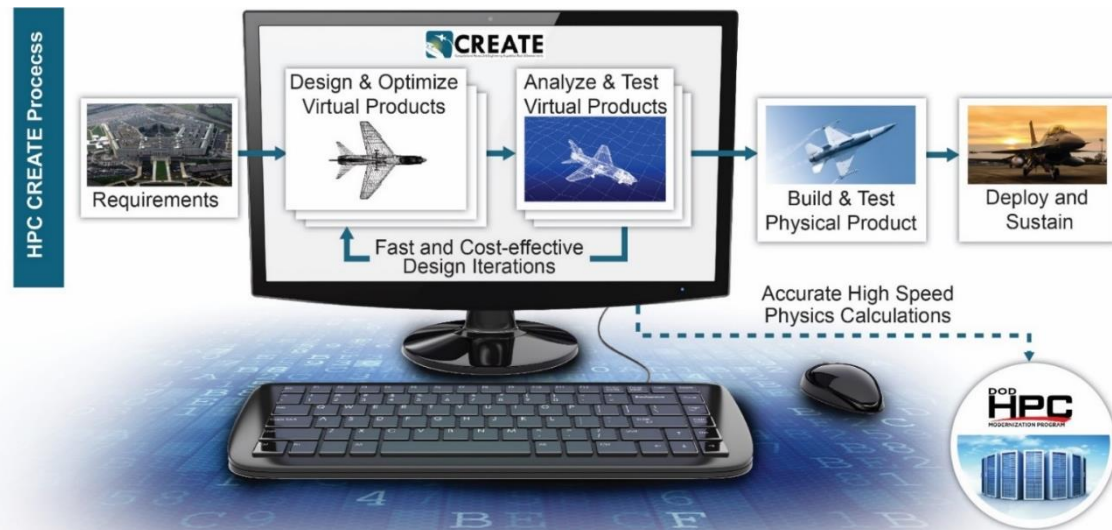 HPC CREATE Procecss
CREATE
Requirements
Design & Optimize
Virtual Products
Analyze & Test
Virtual Products
Fast and Cost-effective
Design Iterations
Build & Test
Physical Product
Deploy and
Sustain
Accurate High Speed
Physics Calculations
DOD
HPC
MODERNIZATION PROGRAM